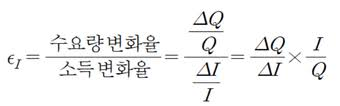 ϵ_I = 수요량 변화율 / 소득 변화율 = (ΔQ / Q) / (ΔI / I) = ΔQ / ΔI × I / Q